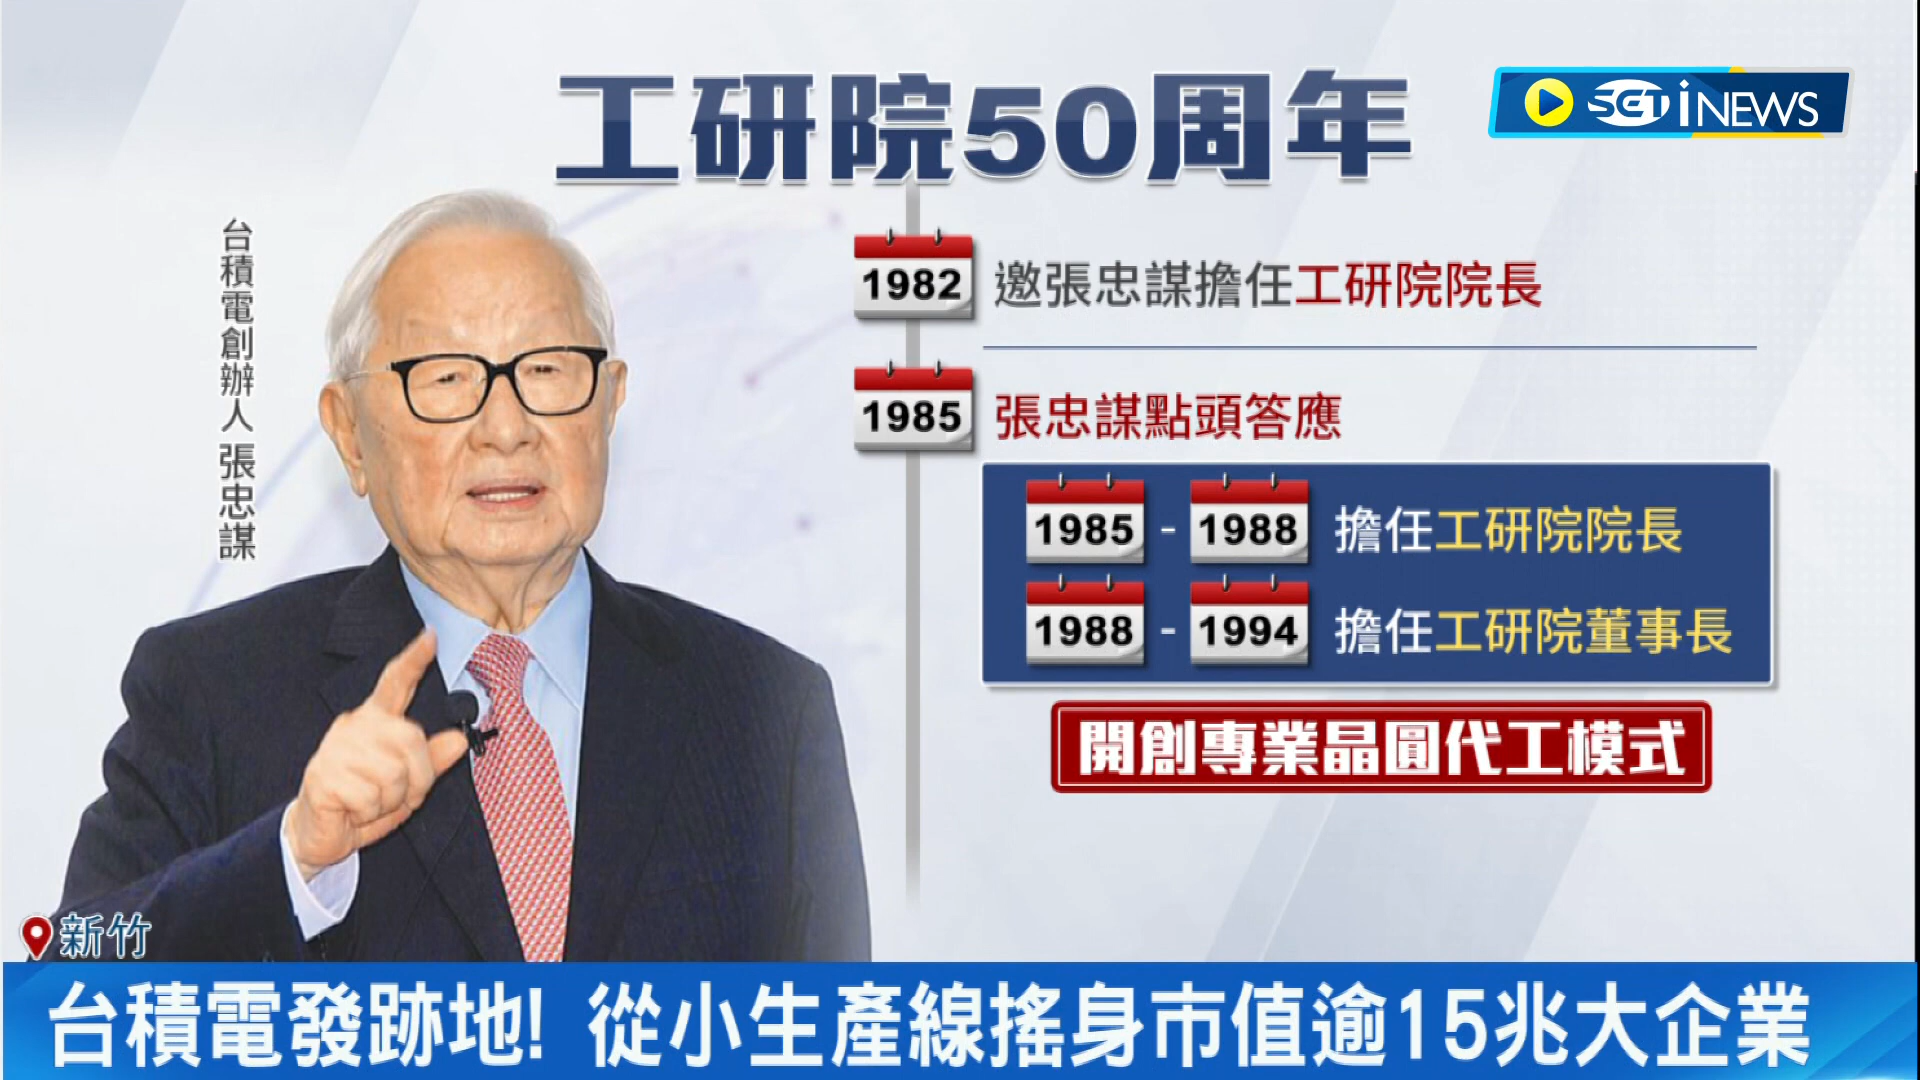 工研院50周年
SET iNEWS
台積電創辦人 張忠謀
1982 邀張忠謀擔任工研院院長
1985 張忠謀點頭答應
1985 - 1988 擔任工研院院長
1988 - 1994 擔任工研院董事長
開創專業晶圓代工模式
新竹
台積電發跡地! 從小生產線搖身市值逾15兆大企業